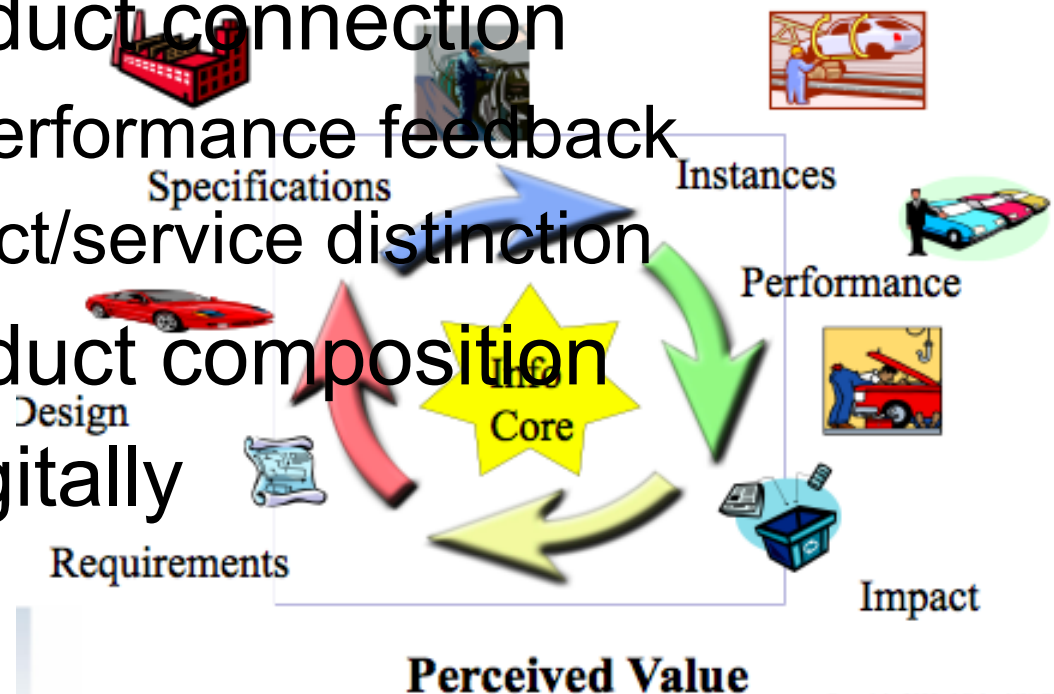 duct connection
erformance feedback
Specifications
Instances
ct/service distinction
Performance
duct composition
Info
Core
Design
gitally
Requirements
Impact
Perceived Value